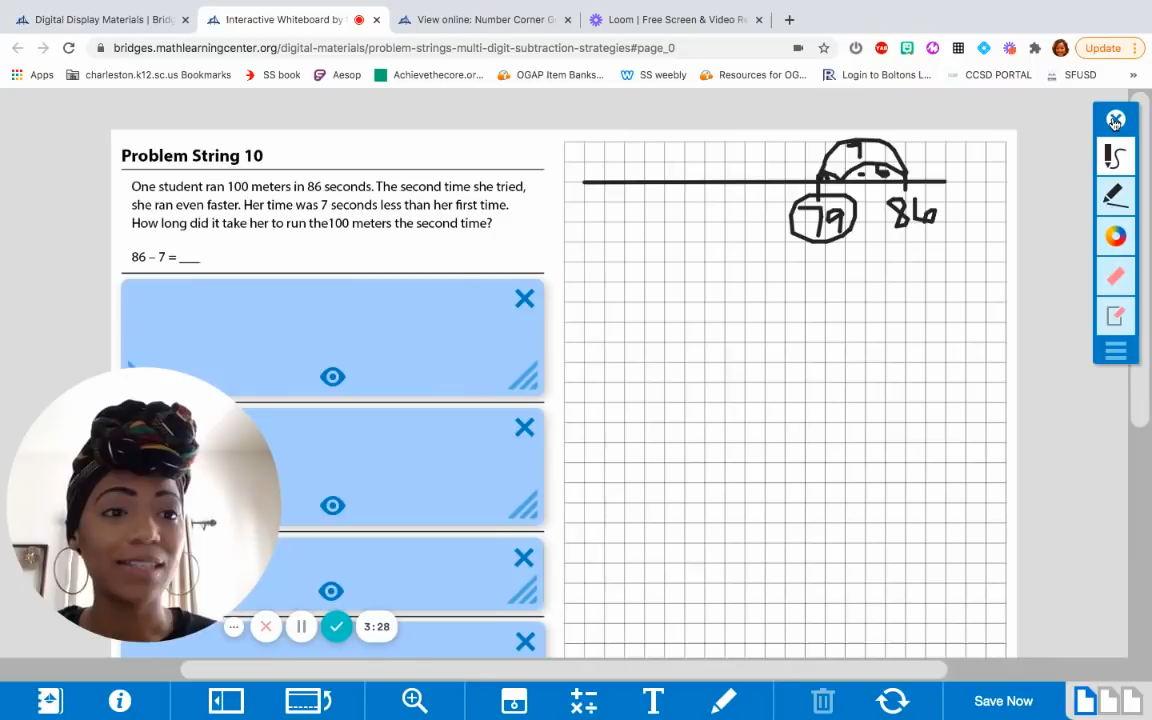 Digital Display Materials | Bridg
Interactive Whiteboard by
View online: Number Corner G
Loom | Free Screen & Video Re
bridges.mathlearningcenter.org/digital-materials/problem-strings-multi-digit-subtraction-strategies#page_0
Update
Apps
charleston.k12.sc.us Bookmarks
SS book
Aesop
Achievethecore.or...
OGAP Item Banks...
SS weekly
Resources for OG...
Login to Boltons L...
CCSD PORTAL
SFUSD
»
Problem String 10
One student ran 100 meters in 86 seconds. The second time she tried,
she ran even faster. Her time was 7 seconds less than her first time.
How long did it take her to run the100 meters the second time?
86 – 7 = ___
7
79
86
3:28
Save Now